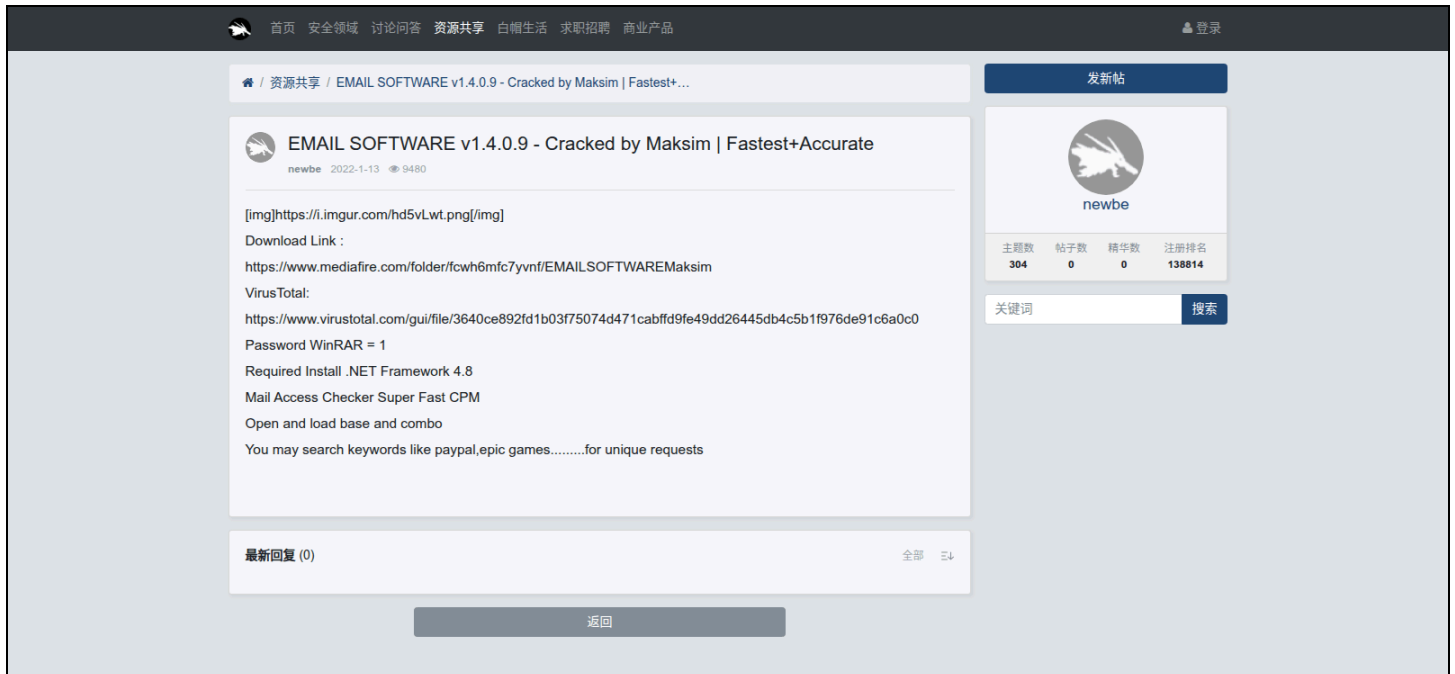 首页 安全领域 讨论问答 资源共享 白帽生活 求职招聘 商业产品 登录
/ 资源共享 / EMAIL SOFTWARE v1.4.0.9 - Cracked by Maksim | Fastest+…
EMAIL SOFTWARE v1.4.0.9 - Cracked by Maksim | Fastest+Accurate
newbe 2022-1-13 9480
[img]https://i.imgur.com/hd5vLwt.png[/img]
Download Link :
https://www.mediafire.com/folder/fcwh6mfc7yvnf/EMAILSOFTWAREMaksim
VirusTotal:
https://www.virustotal.com/gui/file/3640ce892fd1b03f75074d471cabffd9fe49dd26445db4c5b1f976de91c6a0c0
Password WinRAR = 1
Required Install .NET Framework 4.8
Mail Access Checker Super Fast CPM
Open and load base and combo
You may search keywords like paypal,epic games.........for unique requests
最新回复 (0) 全部
返回
发新帖
newbe
主题数 帖子数 精华数 注册排名
304 0 0 138814
关键词 搜索